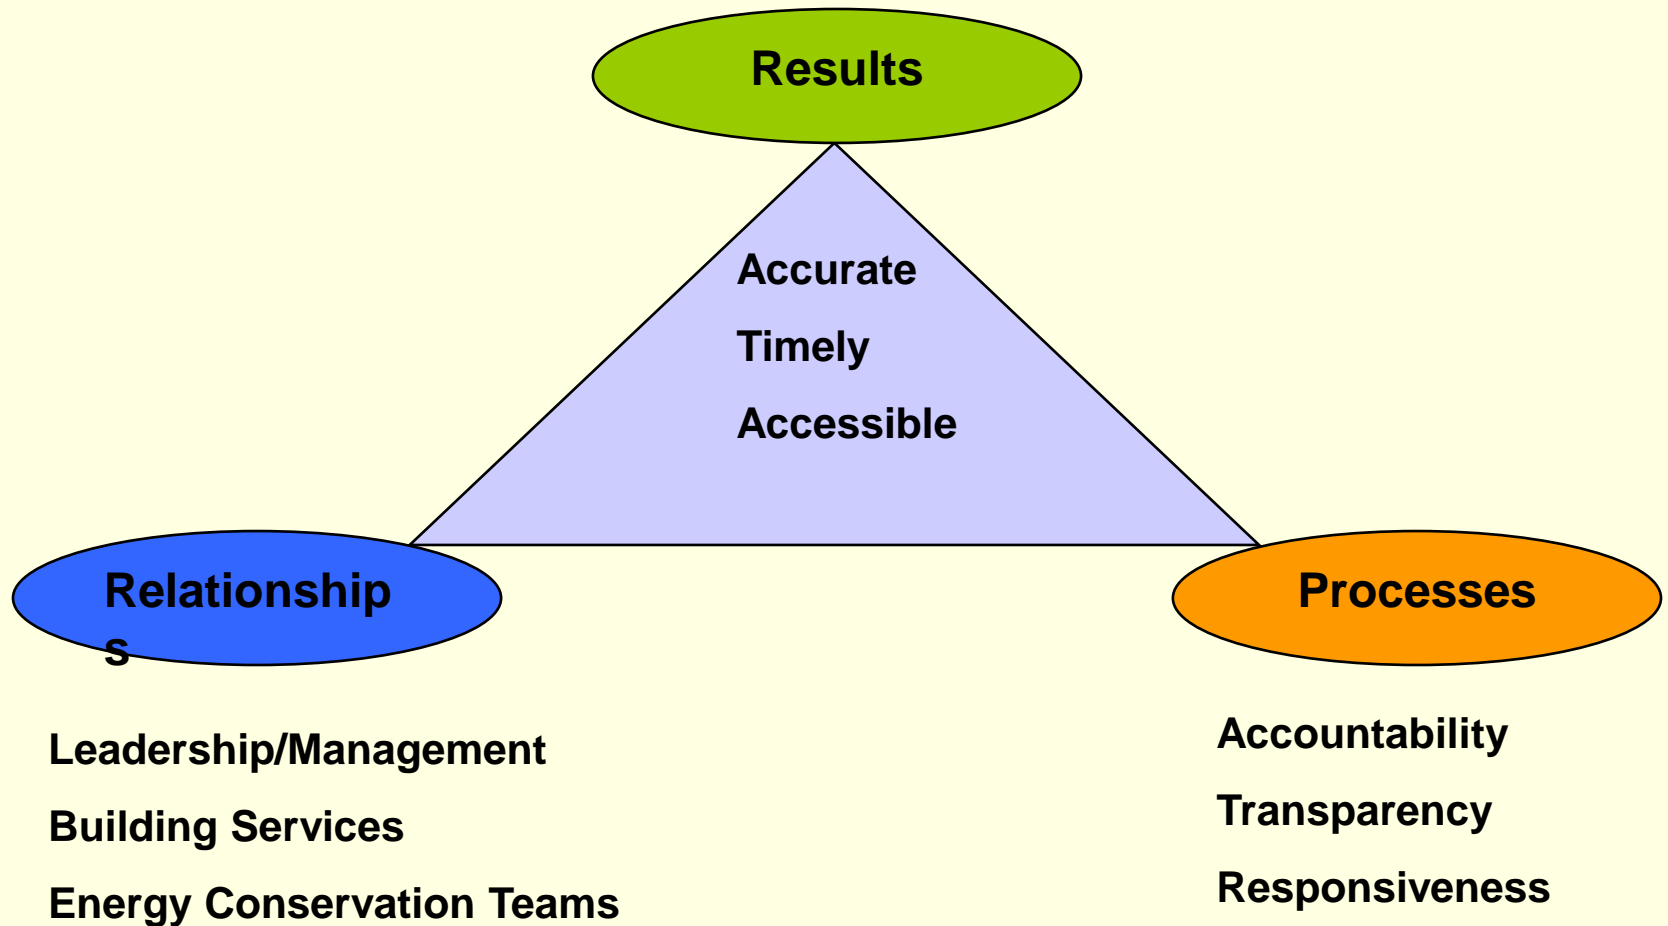 Results
Accurate
Timely
Accessible
Relationship
s
Processes
Leadership/Management
Building Services
Energy Conservation Teams
Accountability
Transparency
Responsiveness